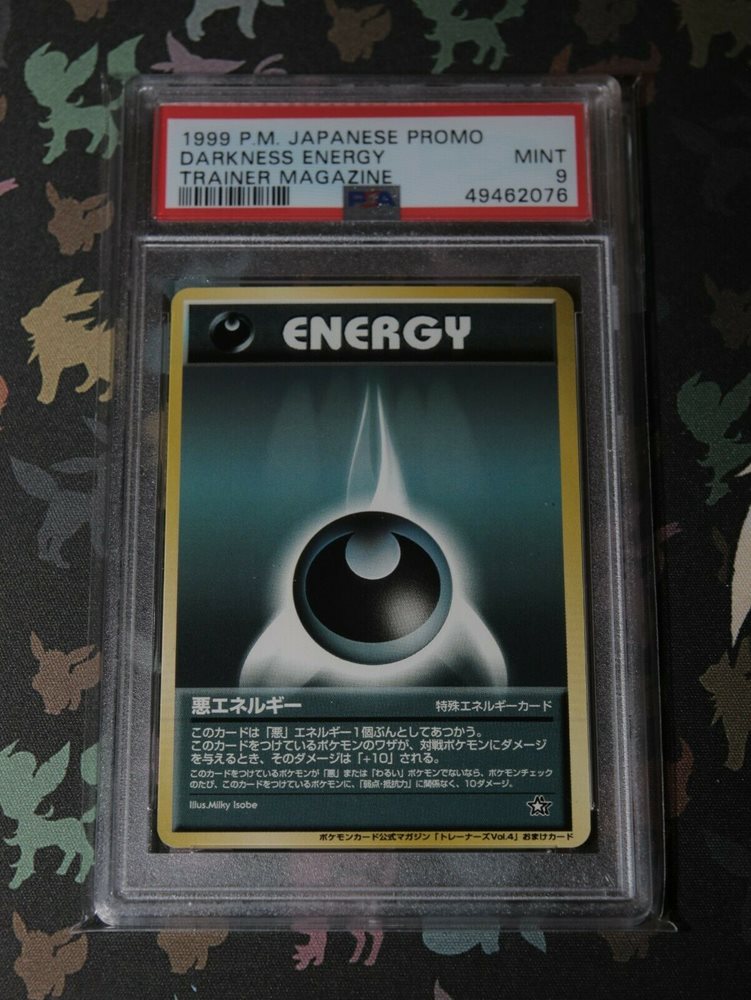 1999 P.M. JAPANESE PROMO
DARKNESS ENERGY MINT
TRAINER MAGAZINE 9
PSA 49462076
ENERGY
悪エネルギー 特殊エネルギーカード
このカードは「悪」エネルギー1個ぶんとしてあつかう。
このカードをつけているポケモンのワザが、対戦ポケモンにダメージ
を与えるとき、そのダメージは「+10」される。
このカードをつけているポケモンが「悪」または「わるい」ポケモンでないなら、ポケモンチェック
のたび、このカードをつけているポケモンに、「弱点・抵抗力」に関係なく、10ダメージ。
Illus.Milky Isobe
ポケモンカード公式マガジン「トレーナーズVol.4」おまけカード